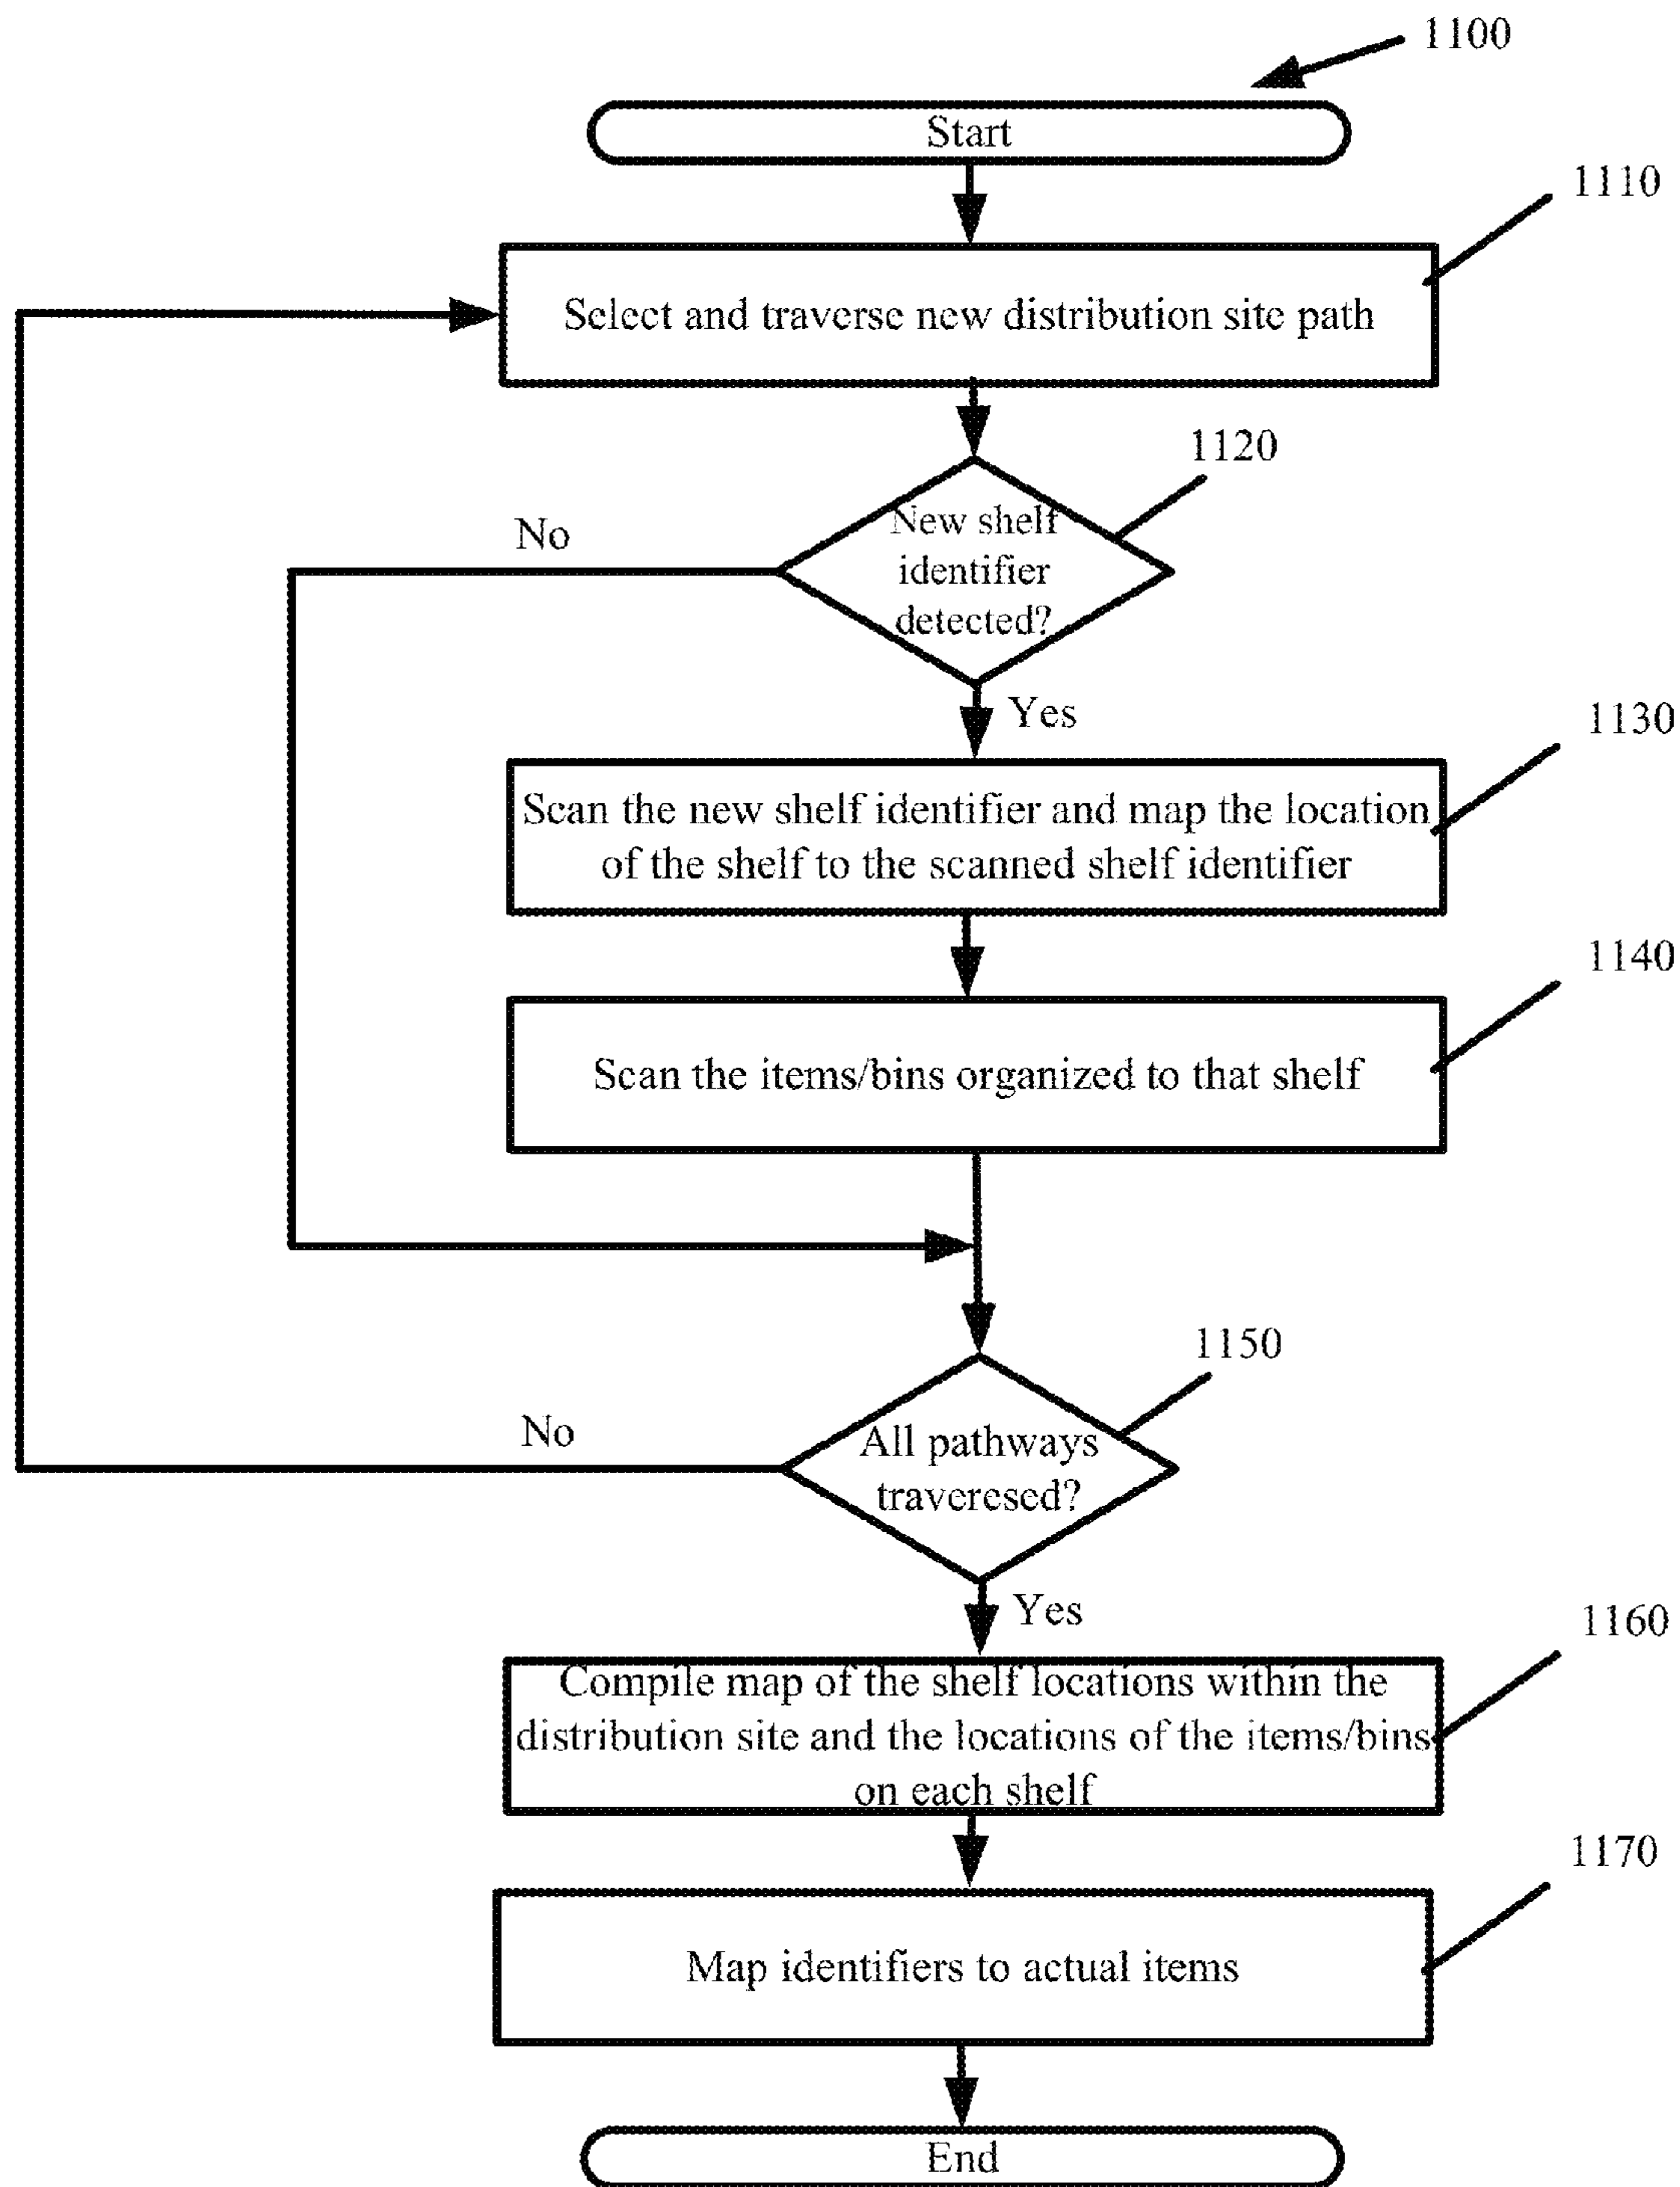 1100
Start
1110
Select and traverse new distribution site path
1120
No
New shelf
identifier
detected?
Yes
1130
Scan the new shelf identifier and map the location
of the shelf to the scanned shelf identifier
1140
Scan the items/bins organized to that shelf
1150
No
All pathways
traveresed?
Yes
1160
Compile map of the shelf locations within the
distribution site and the locations of the items/bins
on each shelf
1170
Map identifiers to actual items
End